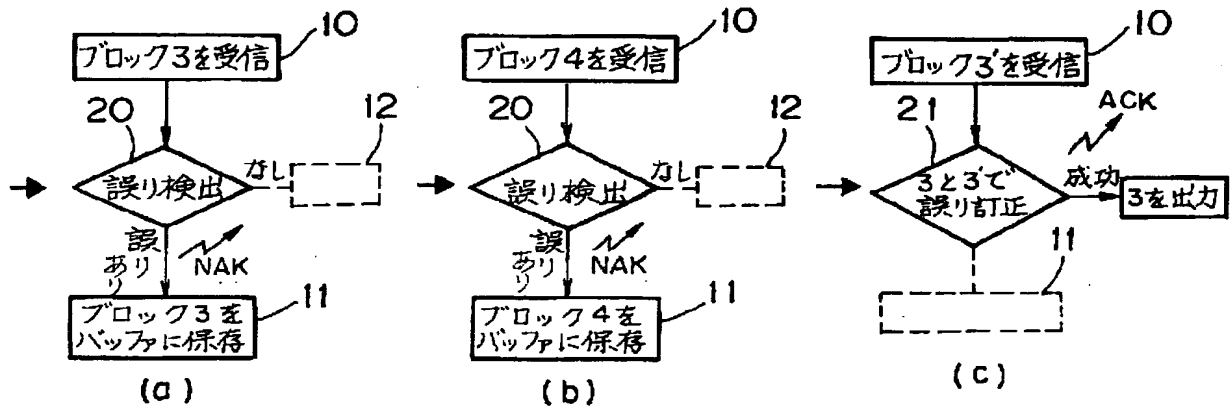 10
ブロック3を受信
20
12
誤り検出
なし
誤り
あり
NAK
11
ブロック3を
バッファに保存
(a)
10
ブロック4を受信
20
12
誤り検出
なし
誤り
あり
NAK
11
ブロック4を
バッファに保存
(b)
10
ブロック3'を受信
21
ACK
3と3'で
誤り訂正
成功
3を出力
11
(c)